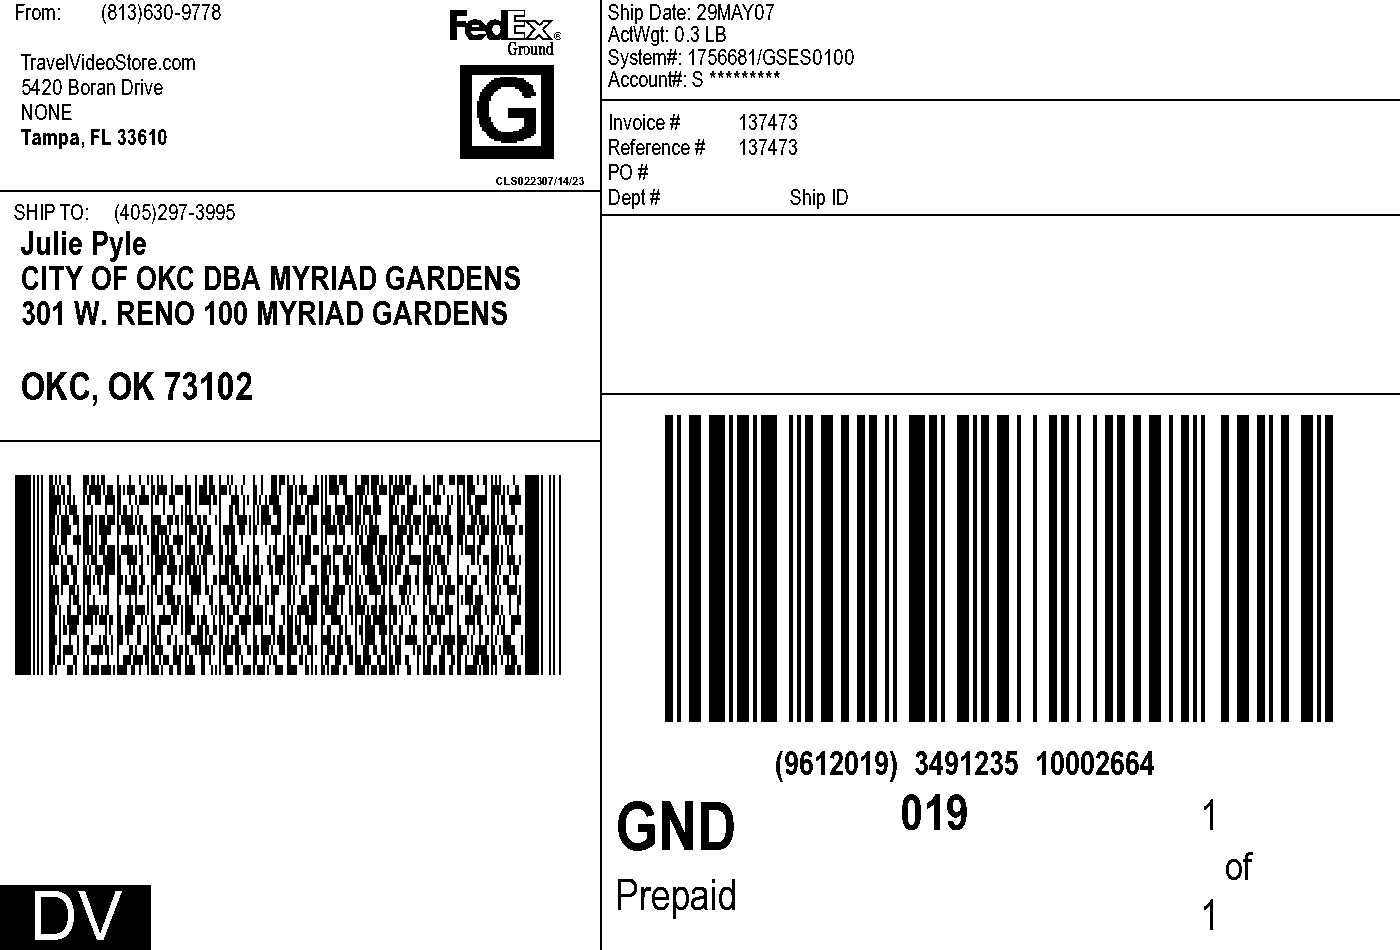 From: (813)630-9778
TravelVideoStore.com
5420 Boran Drive
NONE
Tampa, FL 33610
FedEx®
Ground
G
CLS022307/14/23
SHIP TO: (405)297-3995
Julie Pyle
CITY OF OKC DBA MYRIAD GARDENS
301 W. RENO 100 MYRIAD GARDENS
OKC, OK 73102
DV
Ship Date: 29MAY07
ActWgt: 0.3 LB
System#: 1756681/GSES0100
Account#: S *********
Invoice # 137473
Reference # 137473
PO #
Dept # Ship ID
(9612019) 3491235 10002664
GND 019 1
of
Prepaid 1